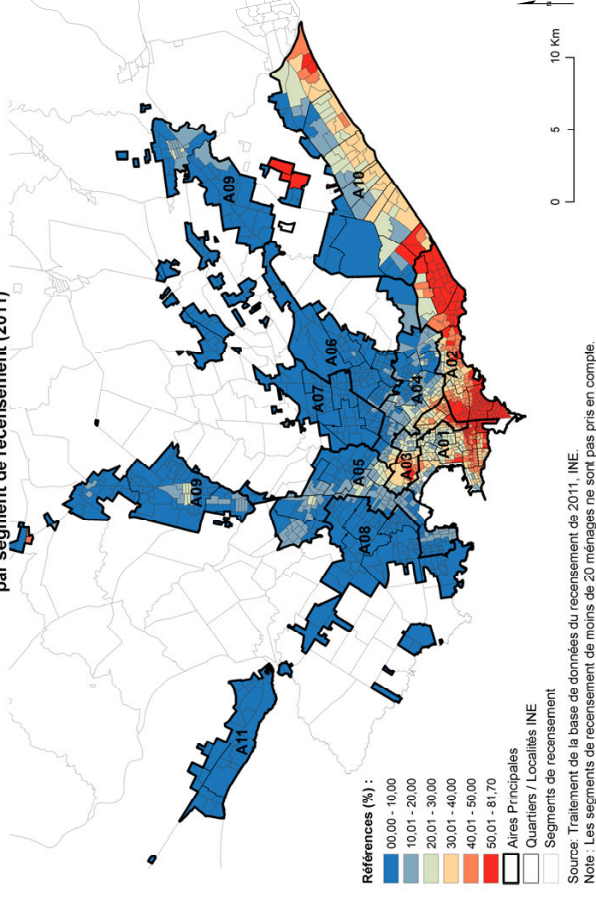 par segment de recensement (2011)
N
0 5 10 Km
A09
A09
A10
A06
A07
A04
A02
A05
A03
A01
A08
A11
Références (%) :
00,00 - 10,00
10,01 - 20,00
20,01 - 30,00
30,01 - 40,00
40,01 - 50,00
50,01 - 81,70
Aires Principales
Quartiers / Localités INE
Segments de recensement
Source: Traitement de la base de données du recensement de 2011, INE.
Note : Les segments de recensement de moins de 20 ménages ne sont pas pris en comple.